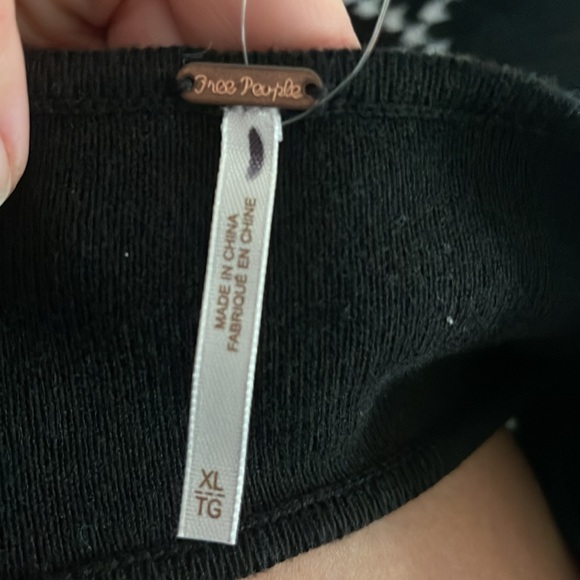 Free People
MADE IN CHINA
FABRIQUÉ EN CHINE
XL
TG